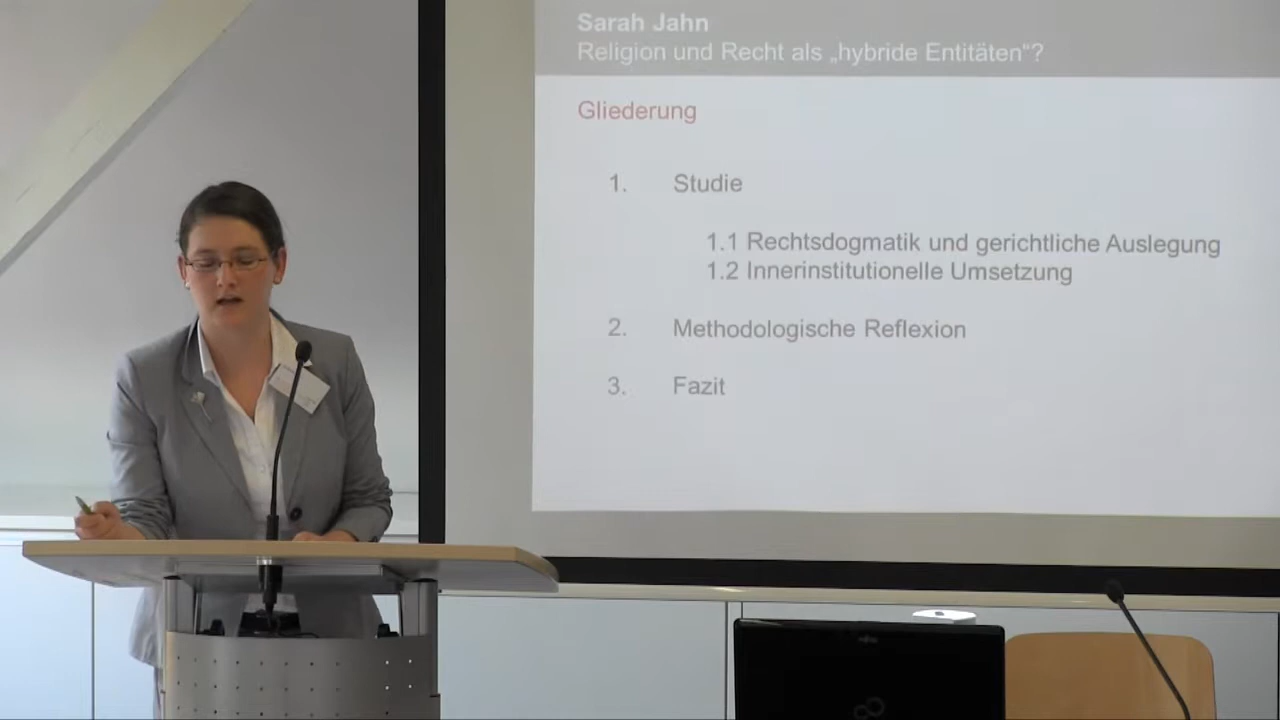 Sarah Jahn
Religion und Recht als „hybride Entitäten“?
Gliederung
1. Studie
1.1 Rechtsdogmatik und gerichtliche Auslegung
1.2 Innerinstitutionelle Umsetzung
2. Methodologische Reflexion
3. Fazit